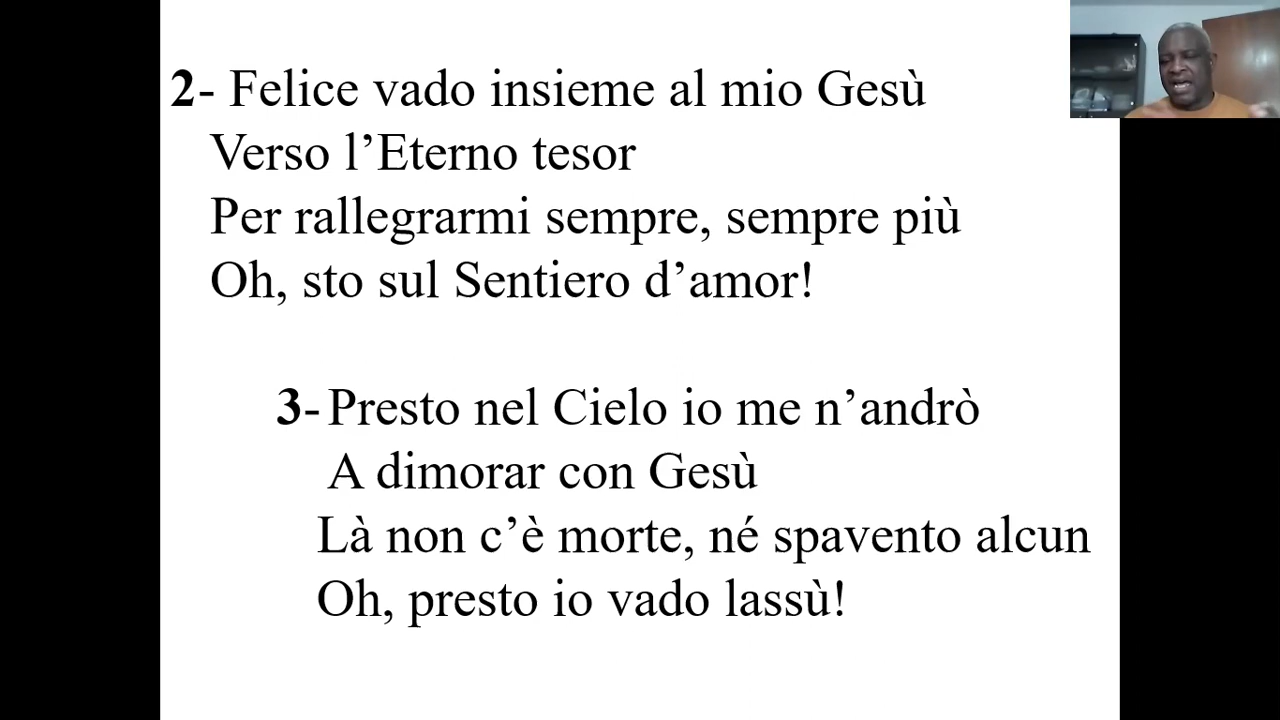 2- Felice vado insieme al mio Gesù
Verso l’Eterno tesor
Per rallegrarmi sempre, sempre più
Oh, sto sul Sentiero d’amor!
3- Presto nel Cielo io me n’andrò
A dimorar con Gesù
Là non c’è morte, né spavento alcun
Oh, presto io vado lassù!